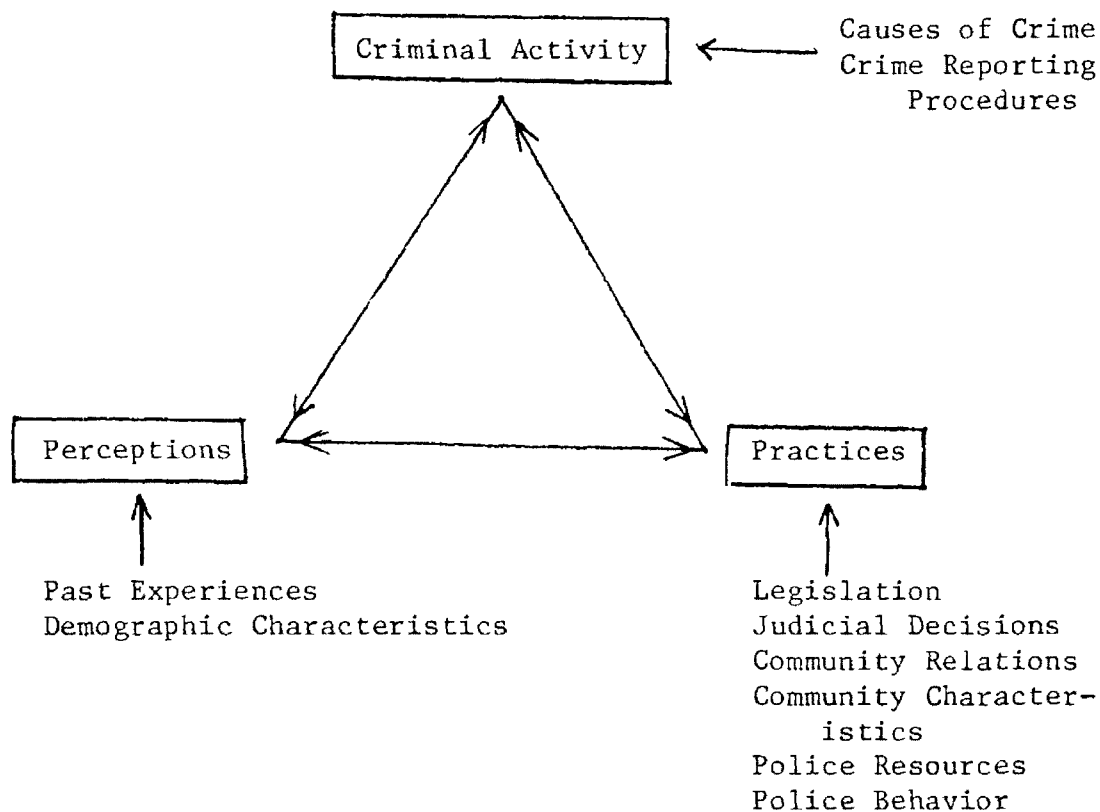 Criminal Activity
Causes of Crime
Crime Reporting
Procedures
Perceptions
Practices
Past Experiences
Demographic Characteristics
Legislation
Judicial Decisions
Community Relations
Community Character-
istics
Police Resources
Police Behavior